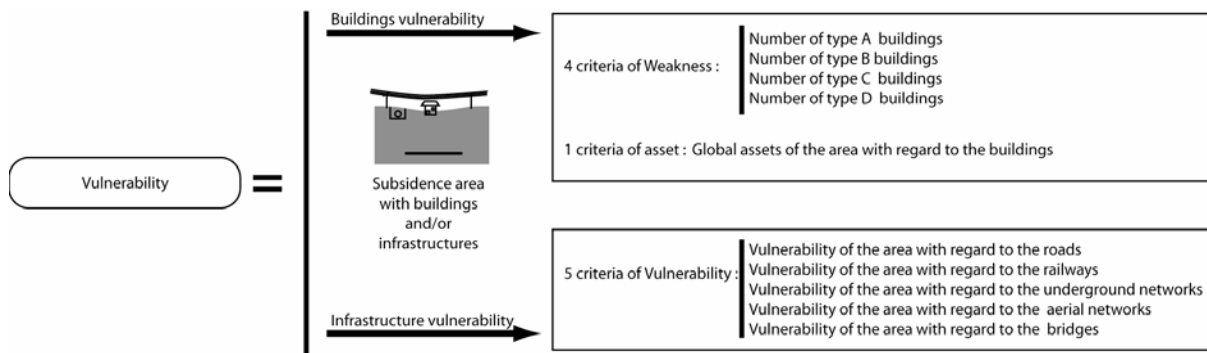 Vulnerability
=
Buildings vulnerability
Subsidence area
with buildings
and/or
infrastructures
Infrastructure vulnerability
4 criteria of Weakness :
Number of type A buildings
Number of type B buildings
Number of type C buildings
Number of type D buildings
1 criteria of asset : Global assets of the area with regard to the buildings
5 criteria of Vulnerability :
Vulnerability of the area with regard to the roads
Vulnerability of the area with regard to the railways
Vulnerability of the area with regard to the underground networks
Vulnerability of the area with regard to the aerial networks
Vulnerability of the area with regard to the bridges